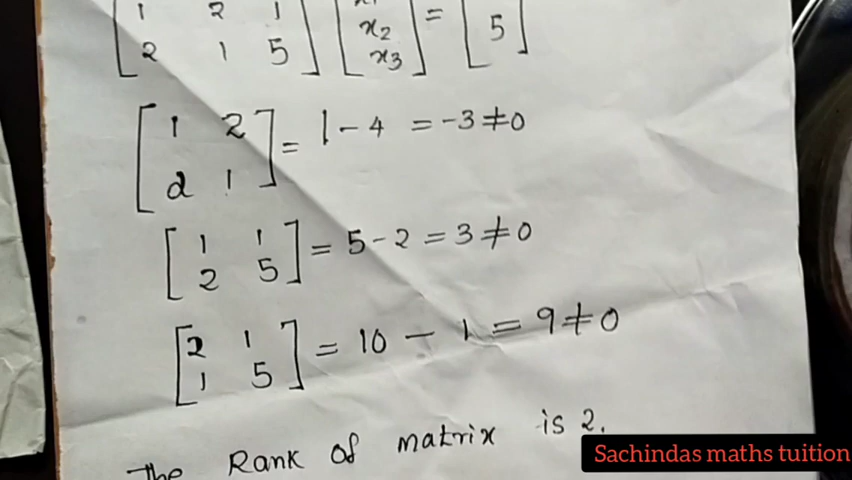 1 2 1 x1
2 1 5 x2 = 5
x3
1 2 = 1 - 4 = -3 ≠ 0
2 1
1 1 = 5 - 2 = 3 ≠ 0
2 5
2 1 = 10 - 1 = 9 ≠ 0
1 5
The Rank of matrix is 2.
Sachindas maths tuition